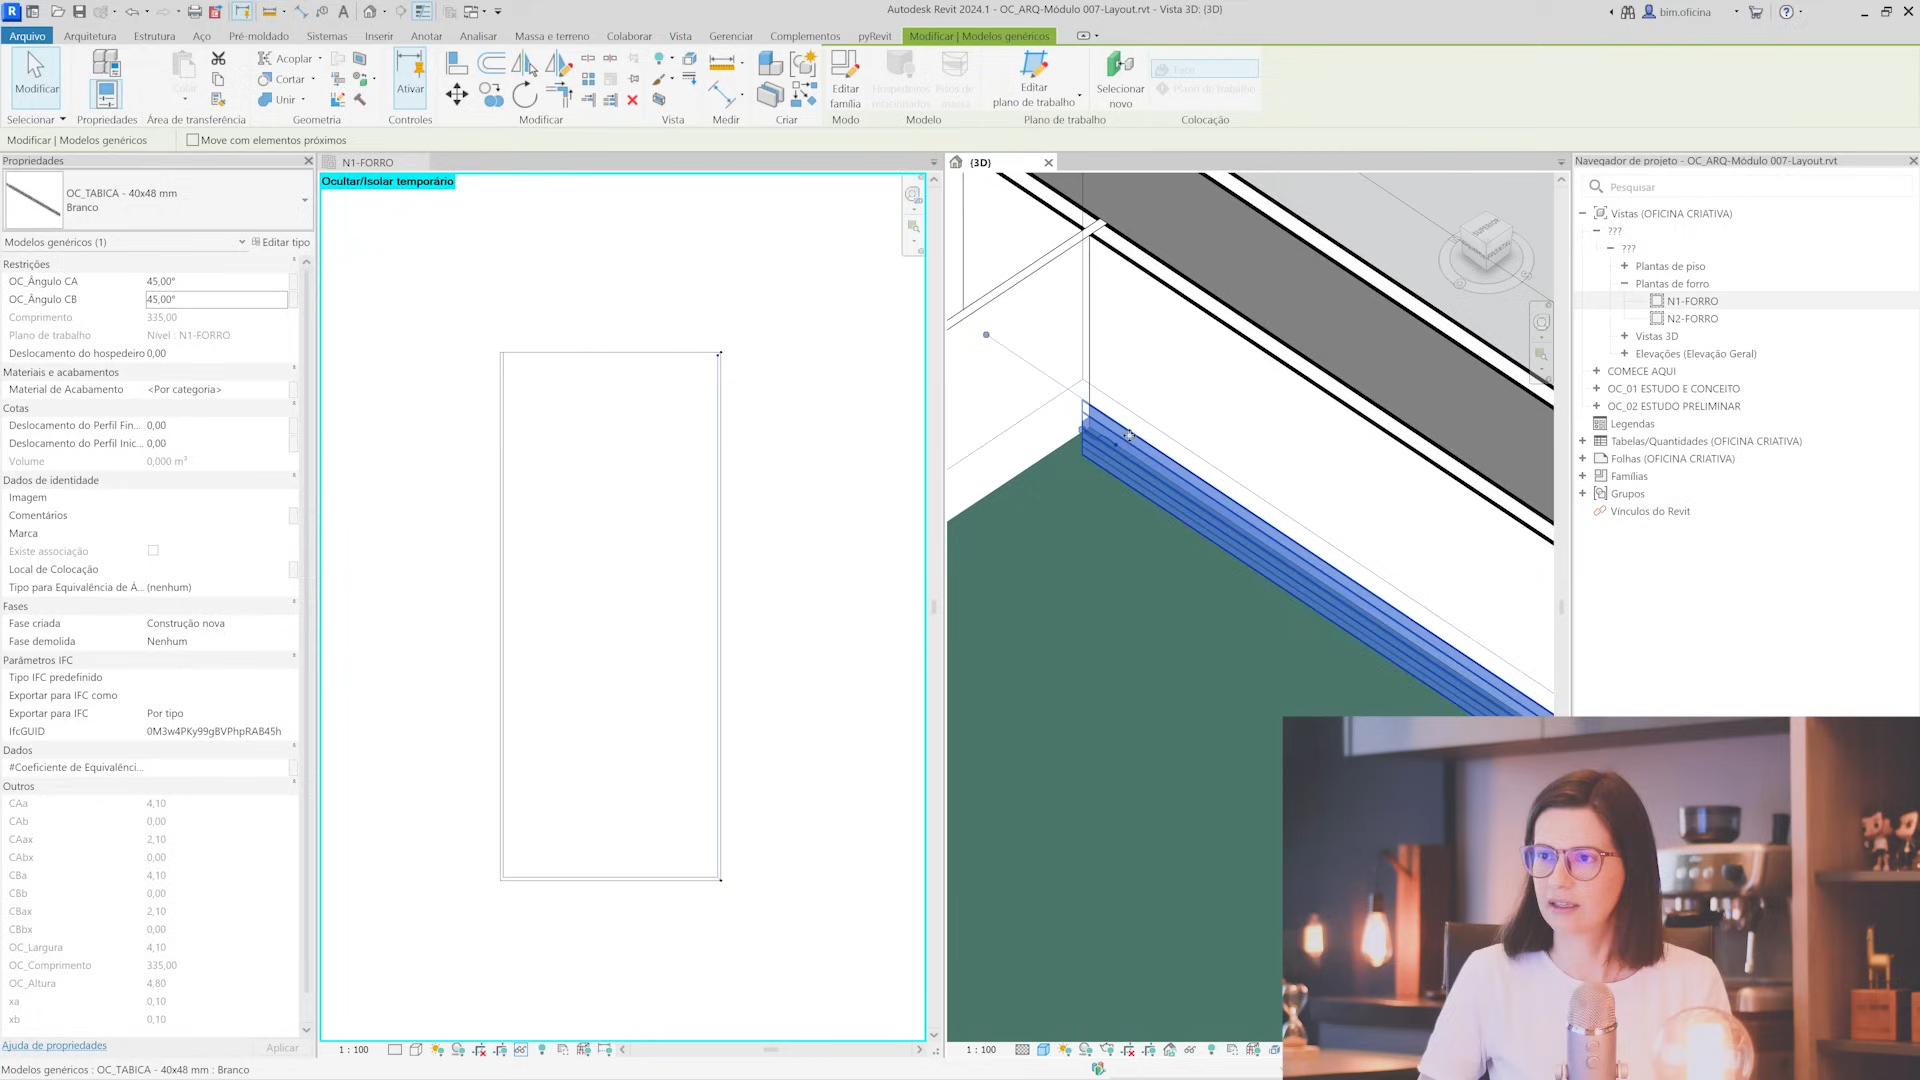 Autodesk Revit 2024.1 - OC_ARQ-Módulo 007-Layout.rvt - Vista 3D: {3D}
bim.oficina
Arquivo Arquitetura Estrutura Aço Pré-moldado Sistemas Inserir Anotar Analisar Massa e terreno Colaborar Vista Gerenciar Complementos pyRevit Modificar | Modelos genéricos
Modificar
Colar
Acoplar
Cortar
Unir
Ativar
Editar família
Hospedeiros relacionados
Pisos de massa
Editar plano de trabalho
Selecionar novo
Face
Plano de trabalho
Selecionar Propriedades Área de transferência Geometria Controles Modificar Vista Medir Criar Modo Modelo Plano de trabalho Colocação
Modificar | Modelos genéricos
Move com elementos próximos
Propriedades
OC_TABICA - 40x48 mm
Branco
Modelos genéricos (1) Editar tipo
Restrições
OC_Ângulo CA 45,00°
OC_Ângulo CB 45,00°
Comprimento 335,00
Plano de trabalho Nível : N1-FORRO
Deslocamento do hospedeiro 0,00
Materiais e acabamentos
Material de Acabamento <Por categoria>
Cotas
Deslocamento do Perfil Fin... 0,00
Deslocamento do Perfil Inic... 0,00
Volume 0,000 m³
Dados de identidade
Imagem
Comentários
Marca
Existe associação
Local de Colocação
Tipo para Equivalência de Á... (nenhum)
Fases
Fase criada Construção nova
Fase demolida Nenhum
Parâmetros IFC
Tipo IFC predefinido
Exportar para IFC como
Exportar para IFC Por tipo
IfcGUID 0M3w4PKy99gBVPhpRAB45h
Dados
#Coeficiente de Equivalênci...
Outros
CAa 4,10
CAb 0,00
CAax 2,10
CAbx 0,00
CBa 4,10
CBb 0,00
CBax 2,10
CBbx 0,00
OC_Largura 4,10
OC_Comprimento 335,00
OC_Altura 4,80
xa 0,10
xb 0,10
Ajuda de propriedades Aplicar
Modelos genéricos : OC_TABICA - 40x48 mm : Branco
N1-FORRO
Ocultar/Isolar temporário
1 : 100
{3D}
SUPERIOR
1 : 100
Navegador de projeto - OC_ARQ-Módulo 007-Layout.rvt
Pesquisar
Vistas (OFICINA CRIATIVA)
???
???
Plantas de piso
Plantas de forro
N1-FORRO
N2-FORRO
Vistas 3D
Elevações (Elevação Geral)
COMECE AQUI
OC_01 ESTUDO E CONCEITO
OC_02 ESTUDO PRELIMINAR
Legendas
Tabelas/Quantidades (OFICINA CRIATIVA)
Folhas (OFICINA CRIATIVA)
Famílias
Grupos
Vínculos do Revit